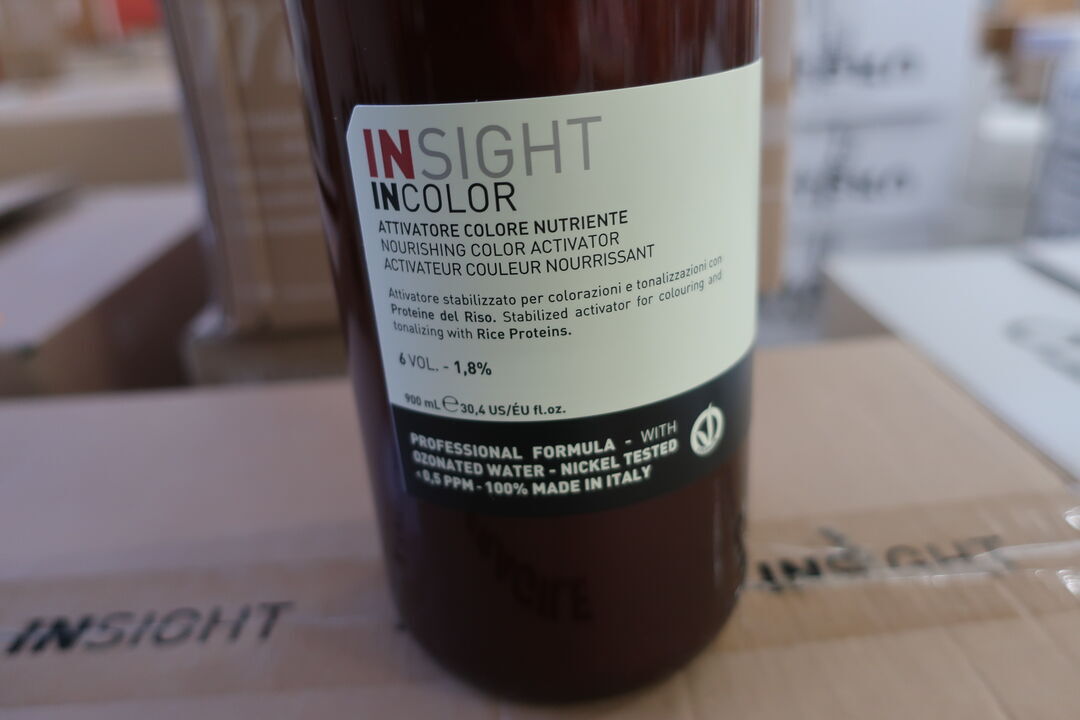 INSIGHT
INCOLOR
ATTIVATORE COLORE NUTRIENTE
NOURISHING COLOR ACTIVATOR
ACTIVATEUR COULEUR NOURRISSANT
Attivatore stabilizzato per colorazioni e tonalizzazioni con
Proteine del Riso. Stabilized activator for colouring and
tonalizing with Rice Proteins.
6 VOL. - 1,8%
900 mL ℮ 30,4 US/ÉU fl.oz.
PROFESSIONAL FORMULA - WITH
OZONATED WATER - NICKEL TESTED
<0,5 PPM - 100% MADE IN ITALY
INSIGHT
INSIGHT